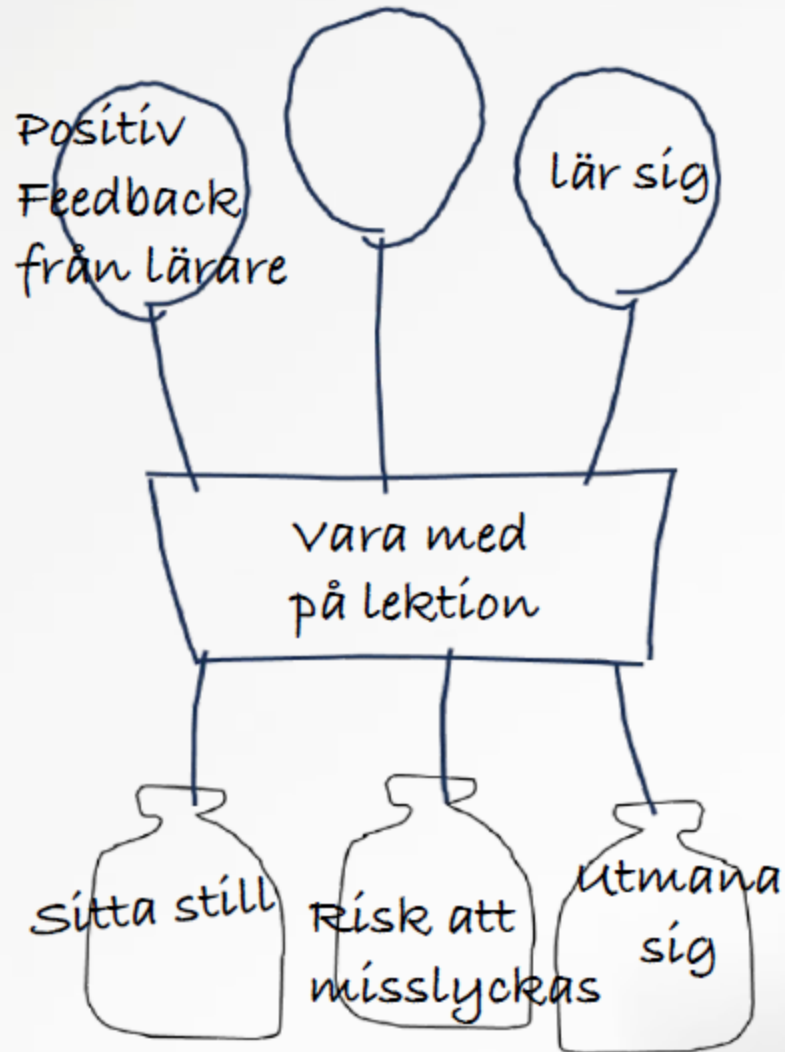 Positiv
Feedback
från lärare
lär sig
Vara med
på lektion
Sitta still
Risk att
misslyckas
Utmana
sig